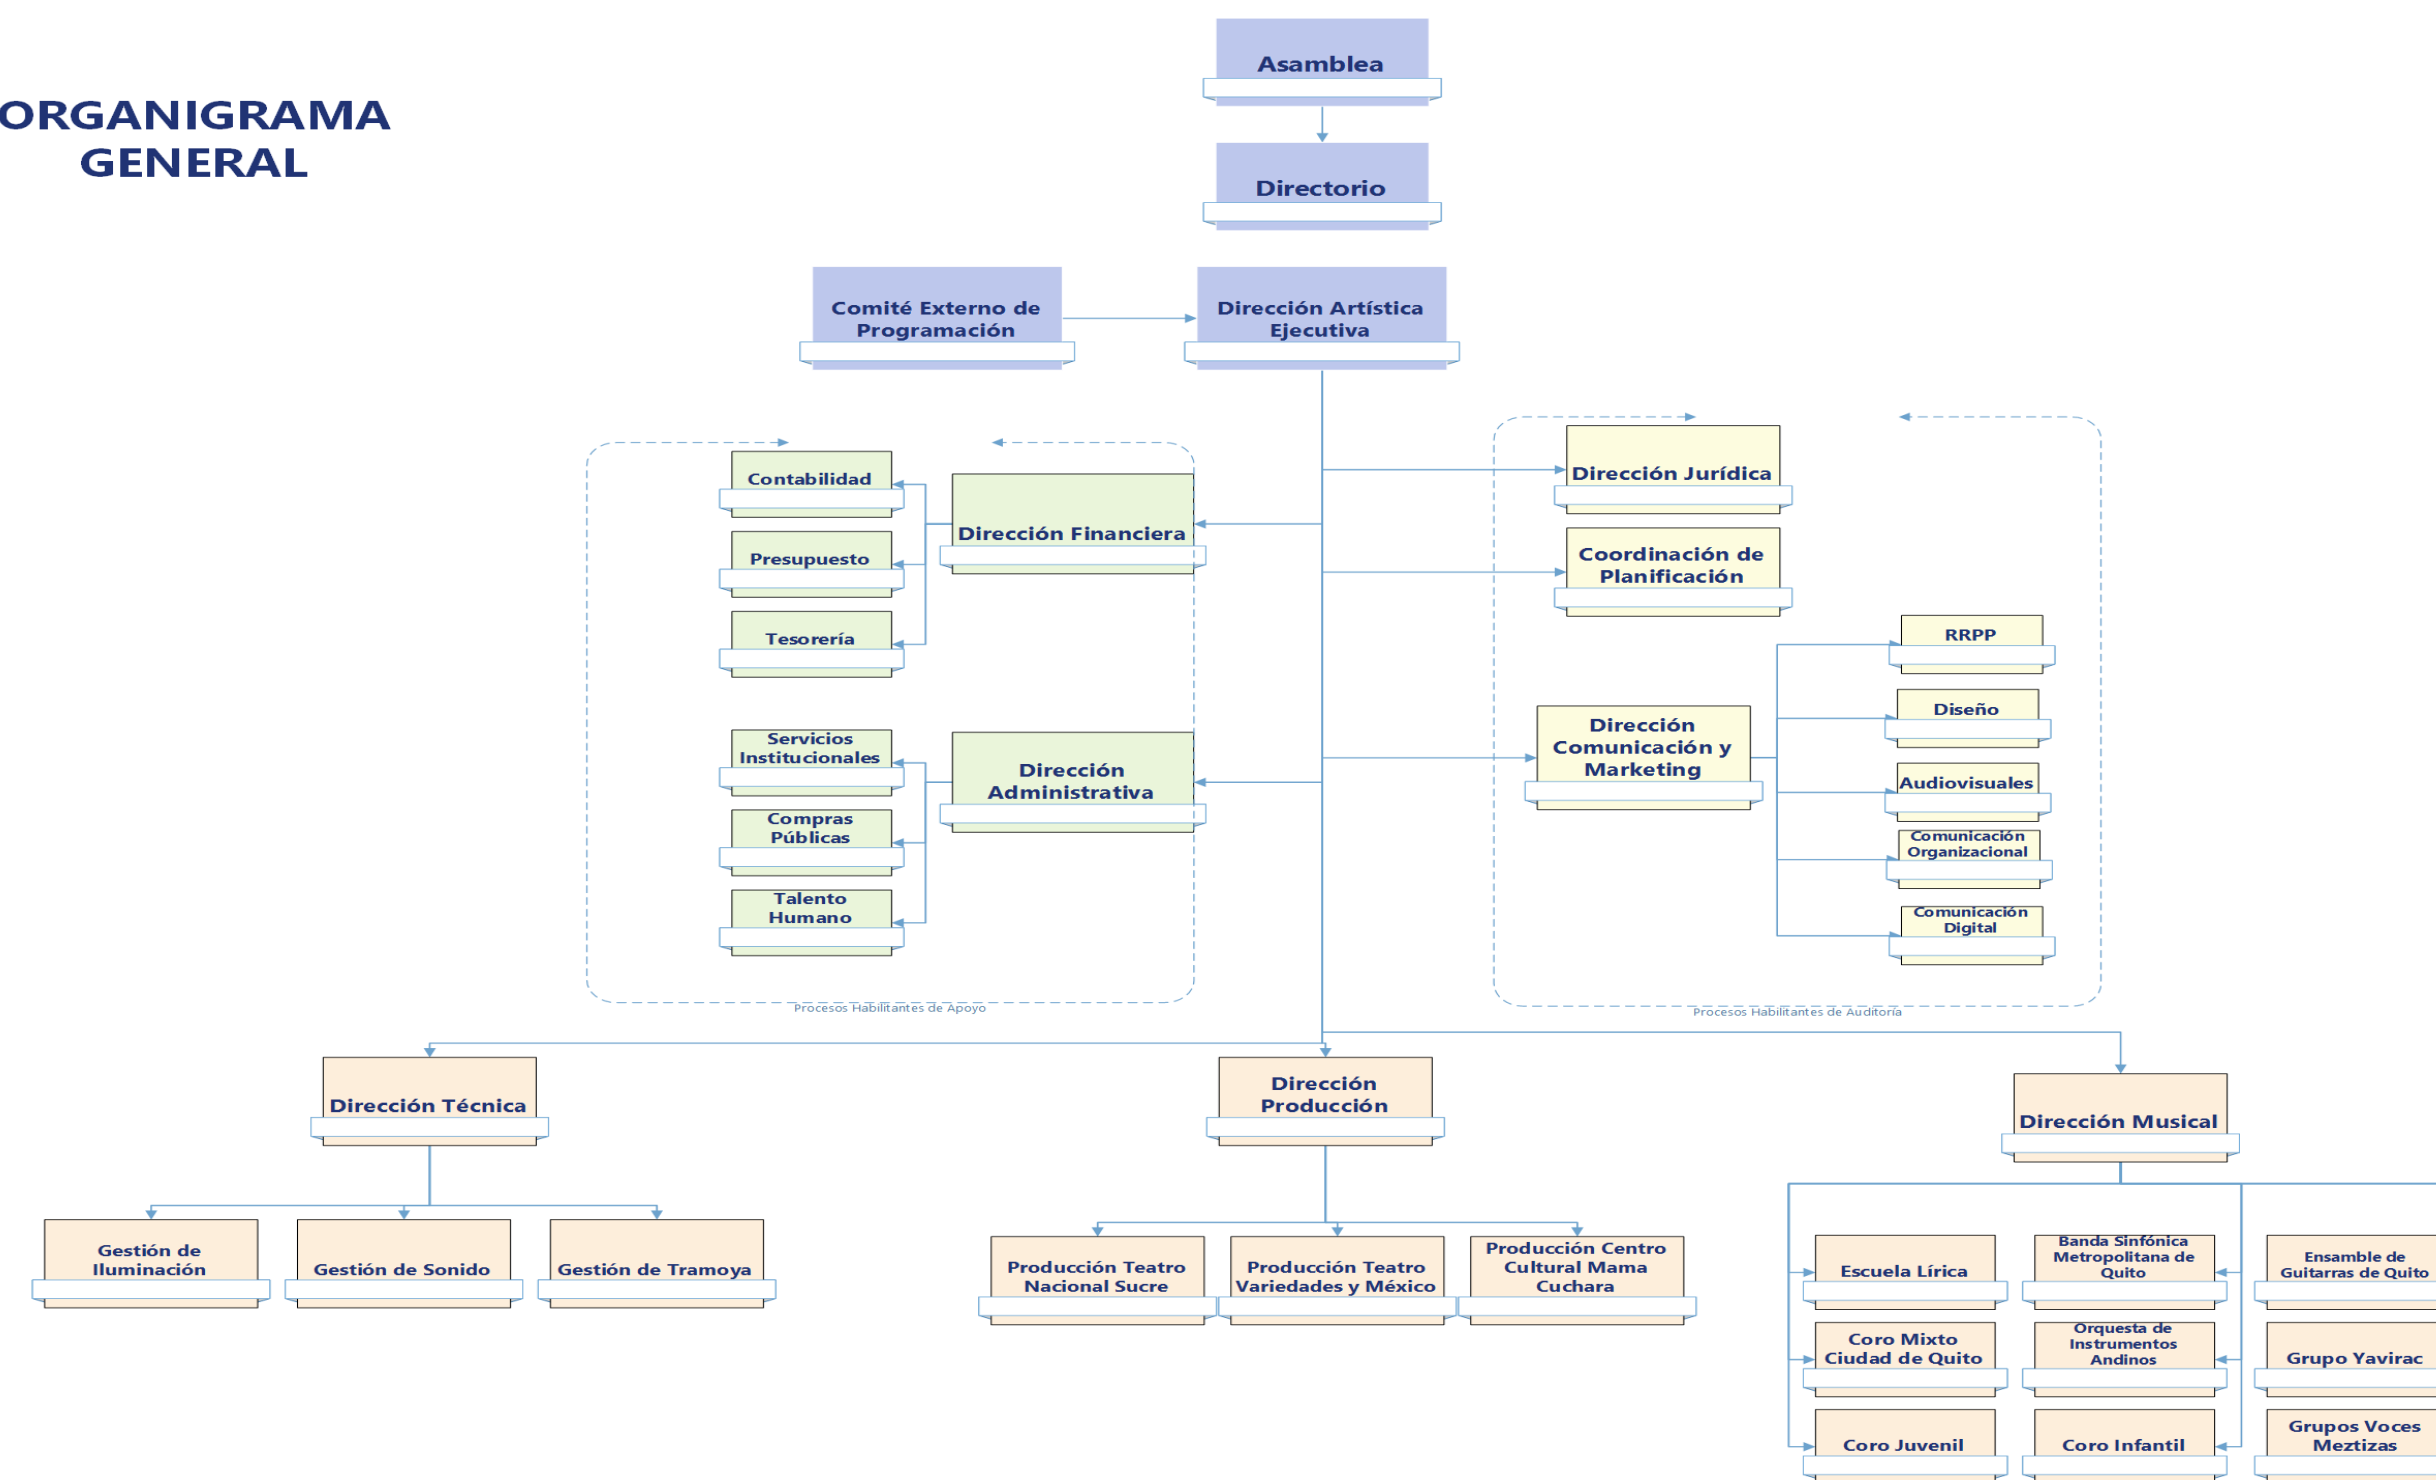 ORGANIGRAMA
GENERAL
Asamblea
Directorio
Comité Externo de
Programación
Dirección Artística
Ejecutiva
Contabilidad
Presupuesto
Tesorería
Dirección Financiera
Servicios
Institucionales
Compras
Públicas
Talento
Humano
Dirección
Administrativa
Procesos Habilitantes de Apoyo
Dirección Jurídica
Coordinación de
Planificación
Dirección
Comunicación y
Marketing
RRPP
Diseño
Audiovisuales
Comunicación
Organizacional
Comunicación
Digital
Procesos Habilitantes de Auditoría
Dirección Técnica
Gestión de
Iluminación
Gestión de Sonido
Gestión de Tramoya
Dirección
Producción
Producción Teatro
Nacional Sucre
Producción Teatro
Variedades y México
Producción Centro
Cultural Mama
Cuchara
Dirección Musical
Escuela Lírica
Banda Sinfónica
Metropolitana de
Quito
Ensamble de
Guitarras de Quito
Coro Mixto
Ciudad de Quito
Orquesta de
Instrumentos
Andinos
Grupo Yavirac
Coro Juvenil
Coro Infantil
Grupos Voces
Meztizas